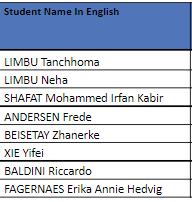 Student Name In English
LIMBU Tanchhoma
LIMBU Neha
SHAFAT Mohammed Irfan Kabir
ANDERSEN Frede
BEISETAY Zhanerke
XIE Yifei
BALDINI Riccardo
FAGERNAES Erika Annie Hedvig